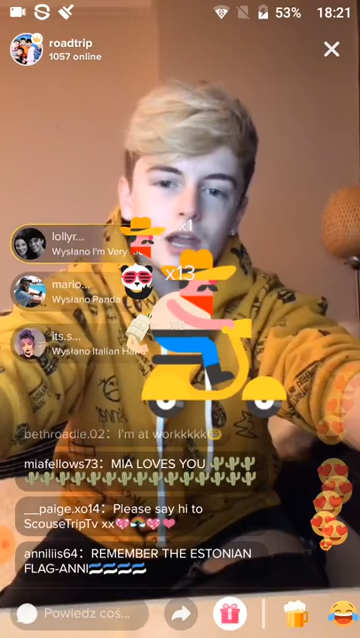 53% 18:21
roadtrip
1057 online
lollyr...
Wysłano I'm Very
x1
mario...
Wysłano Panda
x13
its.s...
Wysłano Italian Hand
bethroadie.02: I'm at workkkkk
miafellows73: MIA LOVES YOU
__paige.xo14: Please say hi to
ScouseTripTv xx
annliis64: REMEMBER THE ESTONIAN
FLAG-ANNI
Powiedz coś...